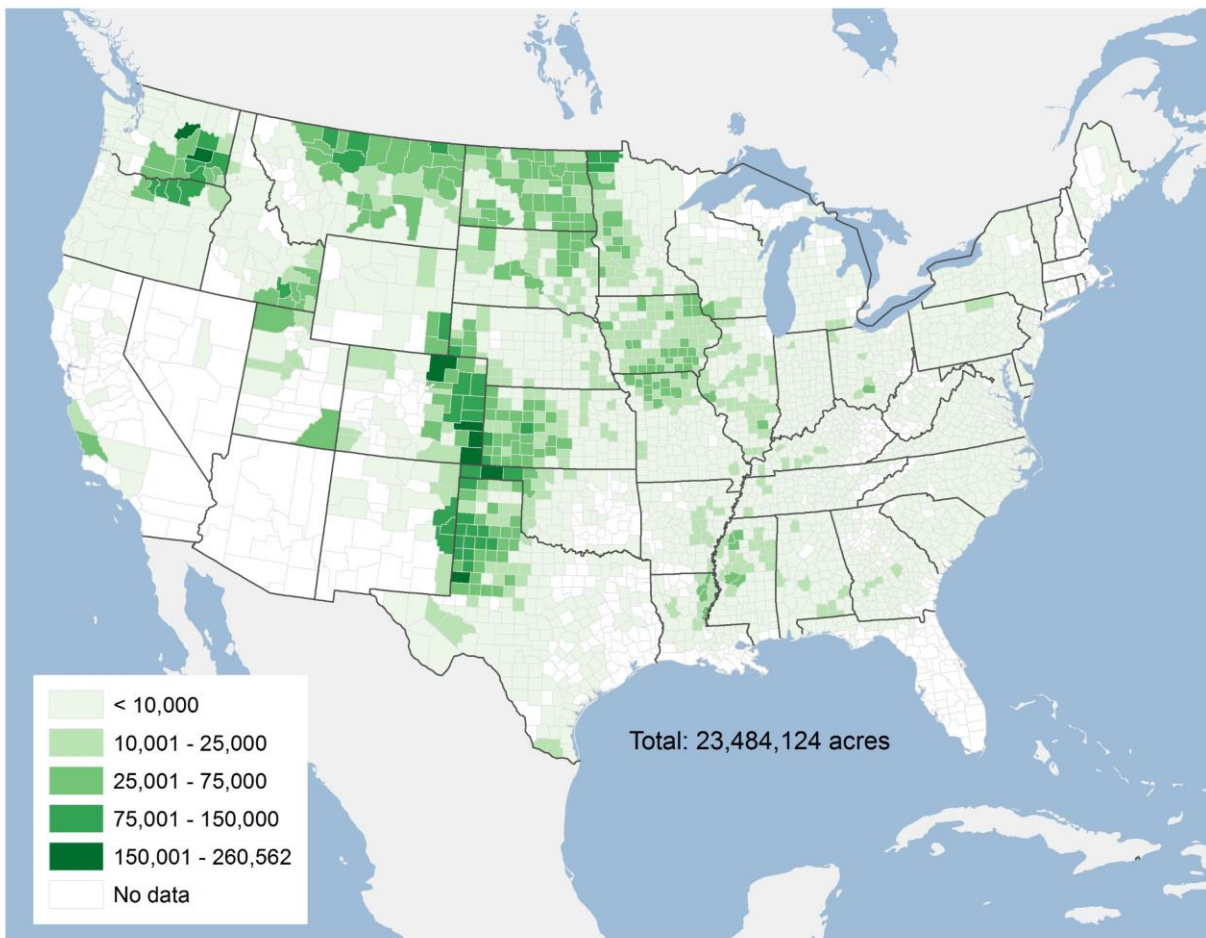 Total: 23,484,124 acres
< 10,000
10,001 - 25,000
25,001 - 75,000
75,001 - 150,000
150,001 - 260,562
No data